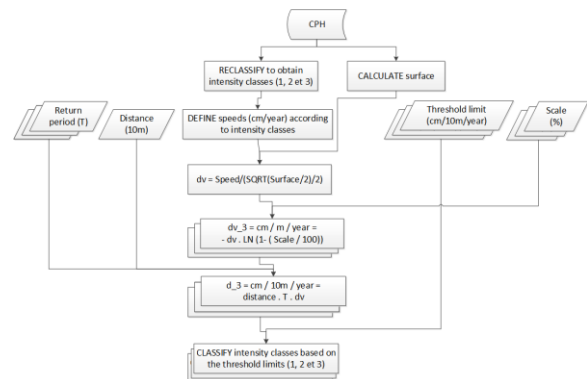 CPH
RECLASSIFY to obtain
intensity classes (1, 2 et 3)
CALCULATE surface
Return
period (T)
Distance
(10m)
DEFINE speeds (cm/year) according
to intensity classes
Threshold limit
(cm/10m/year)
Scale
(%)
dv = Speed/(SQRT(Surface/2)/2)
dv_3 = cm / m / year =
- dv . LN (1- ( Scale / 100))
d_3 = cm / 10m / year =
distance . T . dv
CLASSIFY intensity classes based on
the threshold limits (1, 2 et 3)